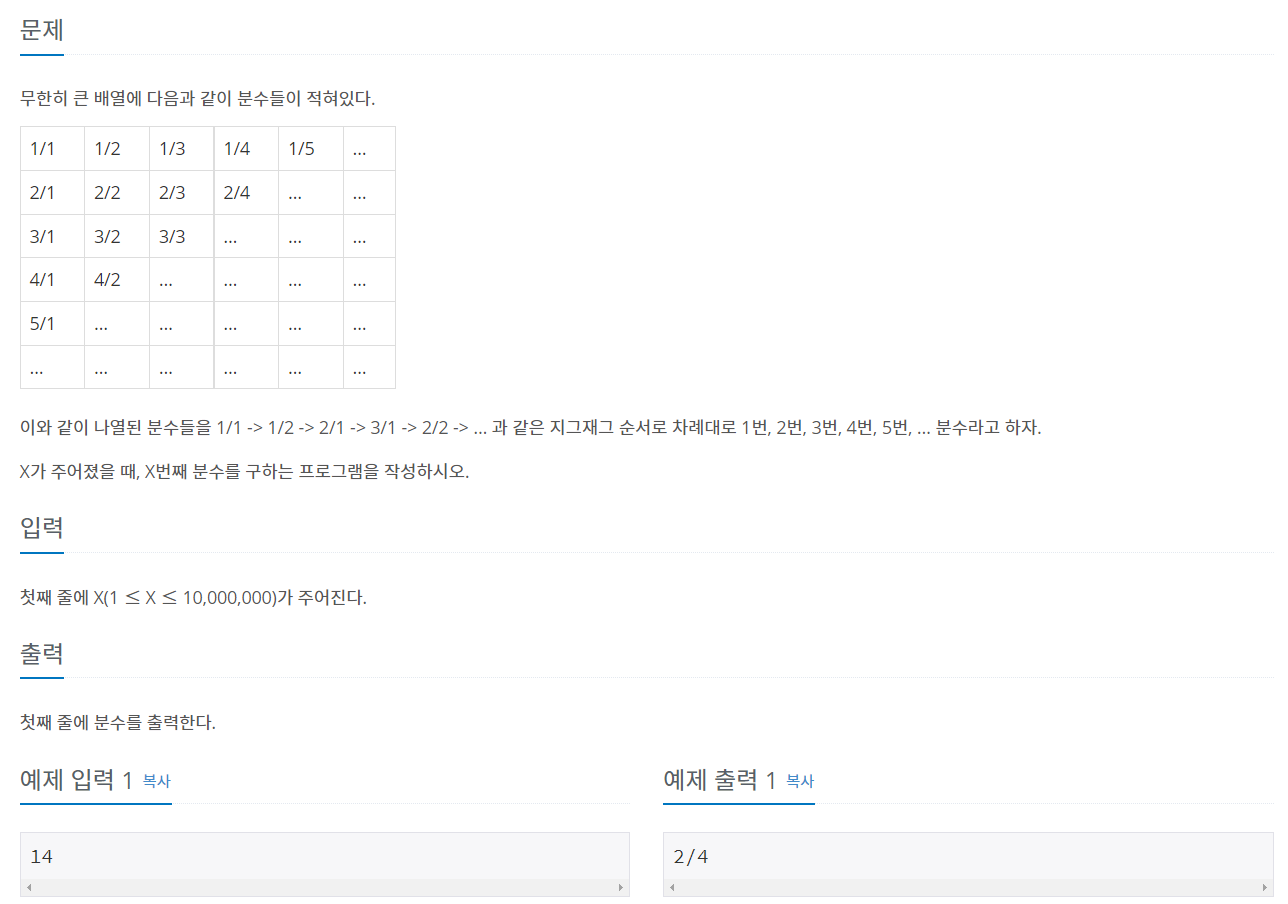 문제
무한히 큰 배열에 다음과 같이 분수들이 적혀있다.
1/1 1/2 1/3 1/4 1/5 ...
2/1 2/2 2/3 2/4 ... ...
3/1 3/2 3/3 ... ... ...
4/1 4/2 ... ... ... ...
5/1 ... ... ... ... ...
... ... ... ... ... ...
이와 같이 나열된 분수들을 1/1 -> 1/2 -> 2/1 -> 3/1 -> 2/2 -> ... 과 같은 지그재그 순서로 차례대로 1번, 2번, 3번, 4번, 5번, ... 분수라고 하자.
X가 주어졌을 때, X번째 분수를 구하는 프로그램을 작성하시오.
입력
첫째 줄에 X(1 ≤ X ≤ 10,000,000)가 주어진다.
출력
첫째 줄에 분수를 출력한다.
예제 입력 1 복사
14
예제 출력 1 복사
2/4